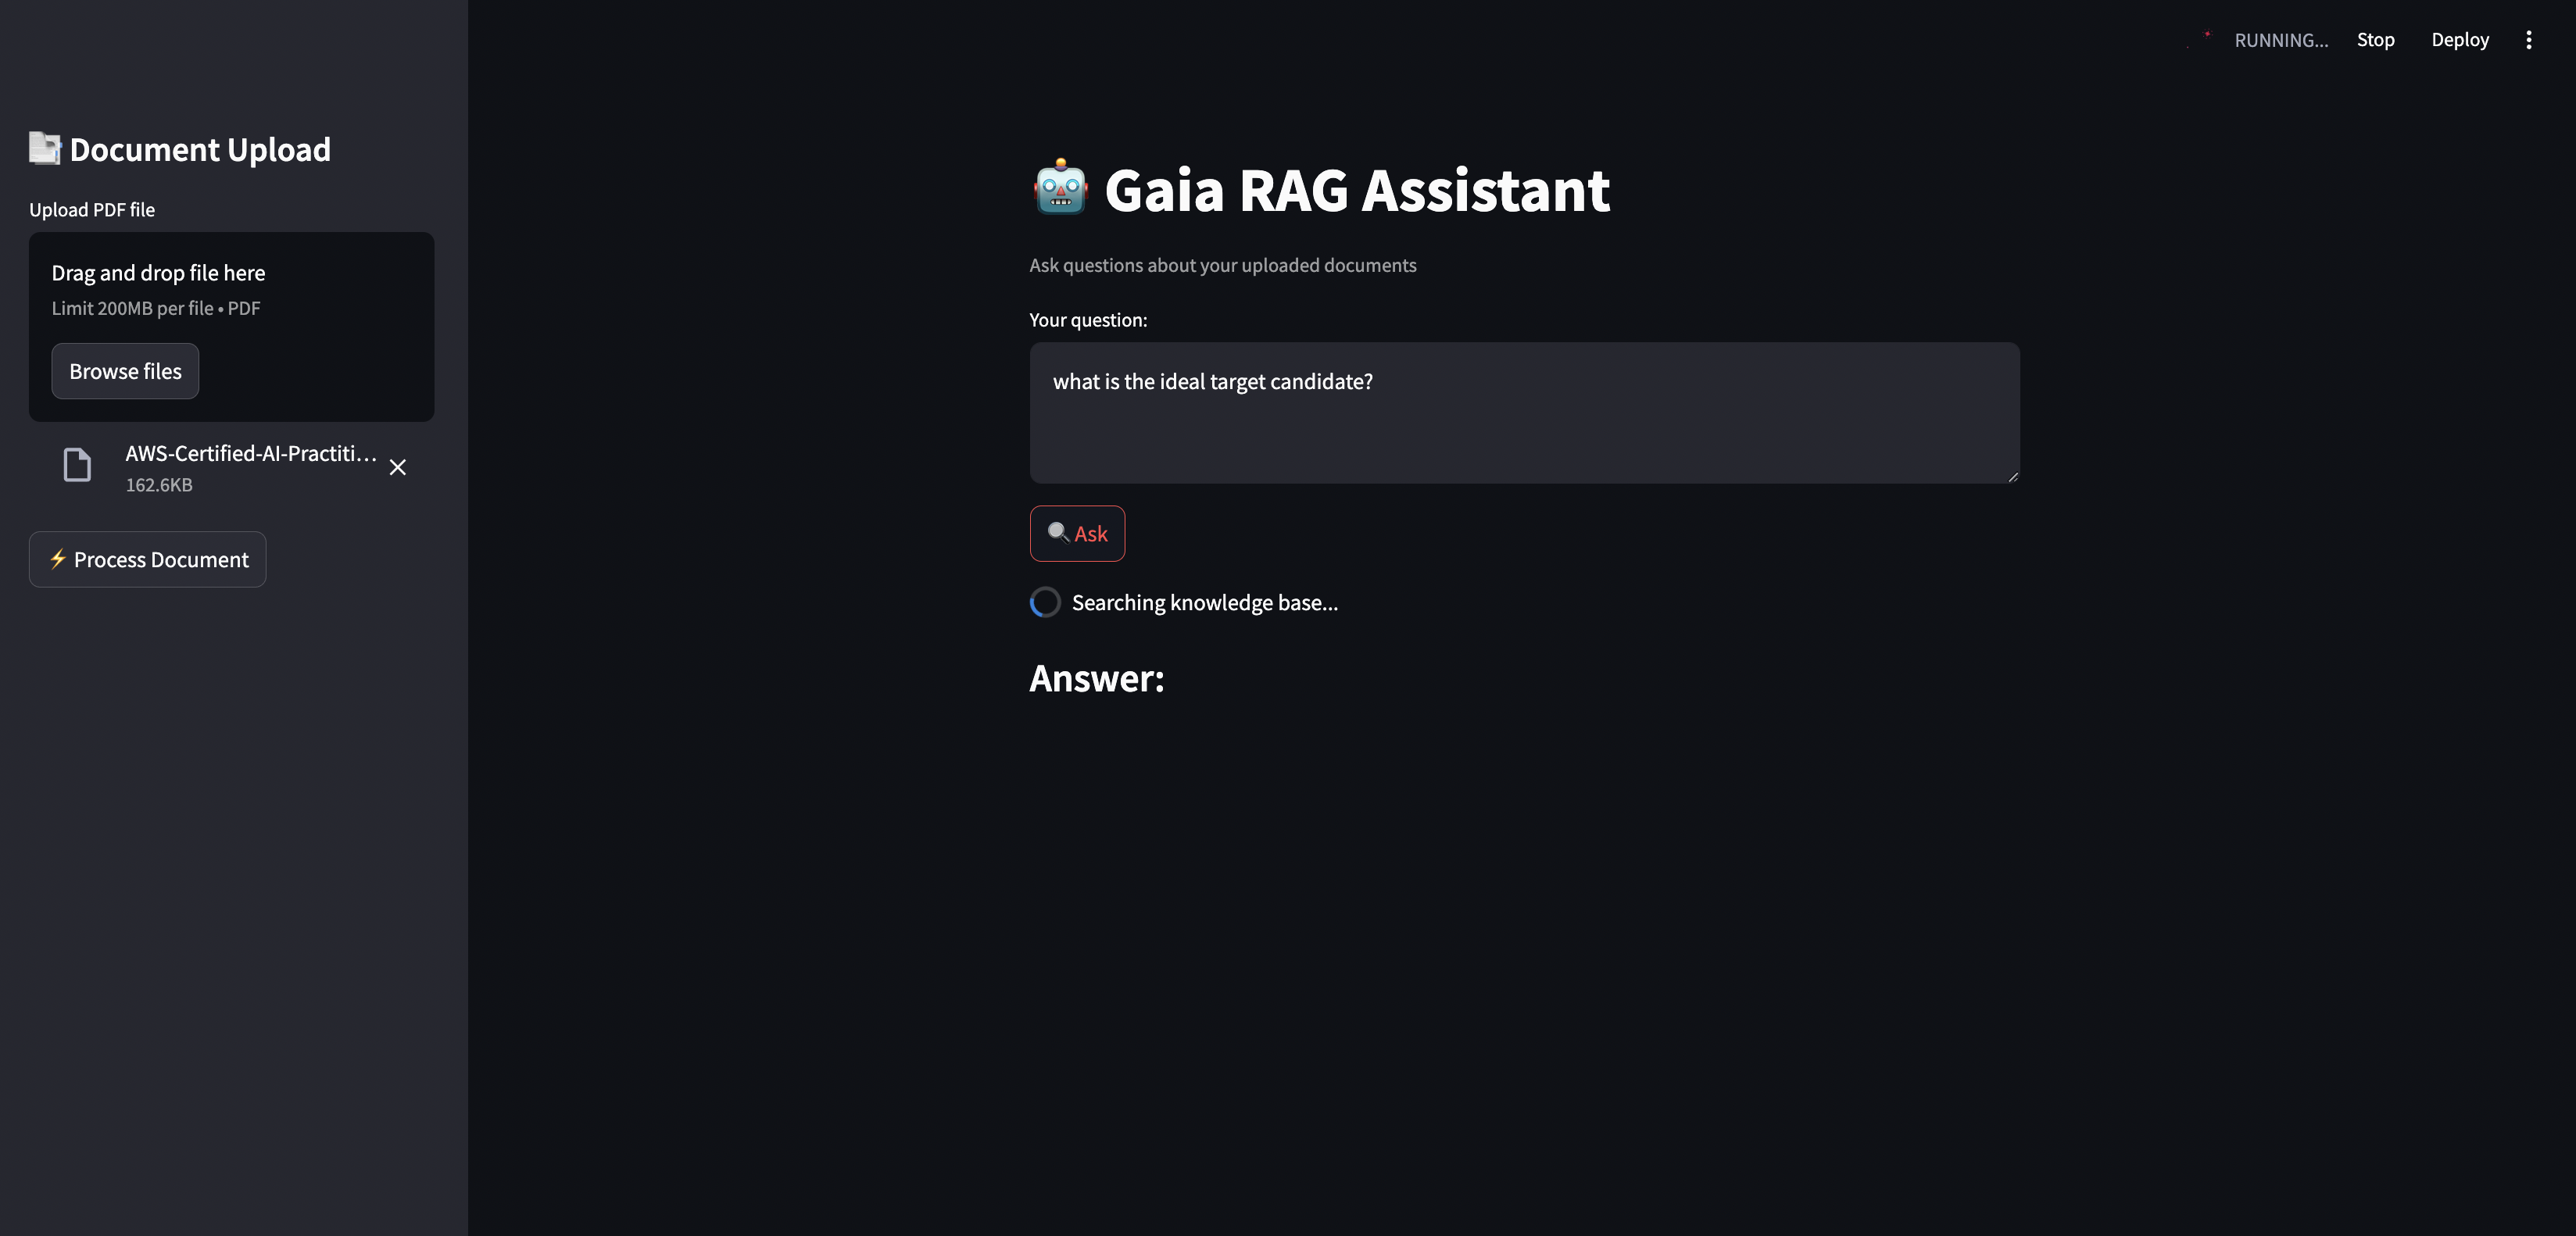 RUNNING...
Stop
Deploy
Document Upload
Upload PDF file
Drag and drop file here
Limit 200MB per file • PDF
Browse files
AWS-Certified-AI-Practiti...
162.6KB
Process Document
Gaia RAG Assistant
Ask questions about your uploaded documents
Your question:
what is the ideal target candidate?
Ask
Searching knowledge base...
Answer: